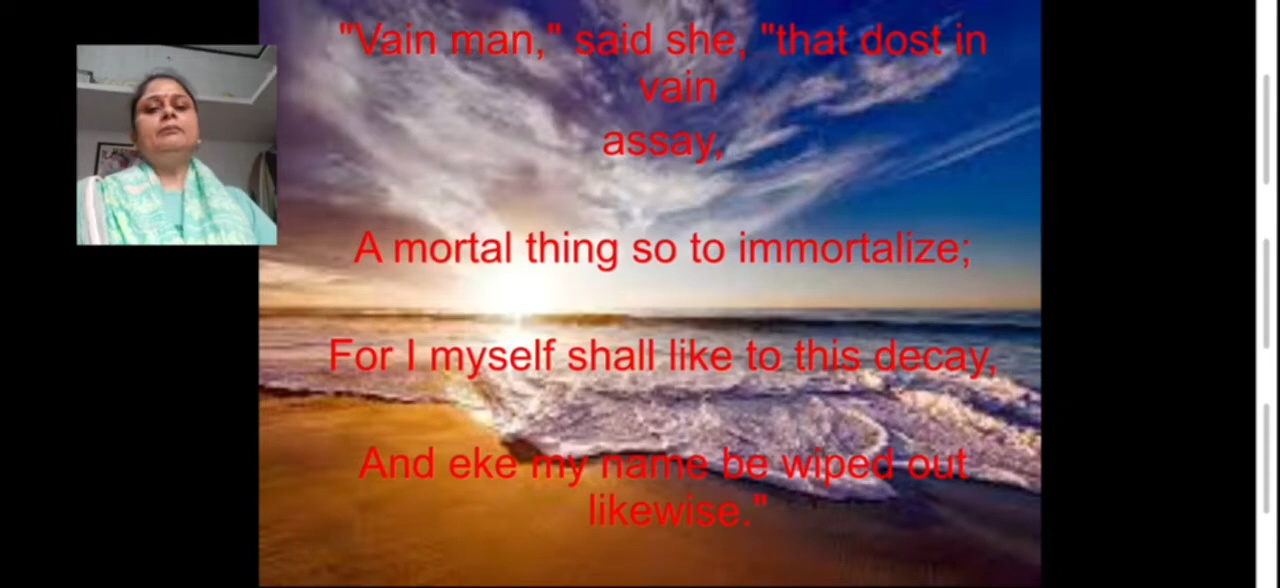 "Vain man," said she, "that dost in
vain
assay,
A mortal thing so to immortalize;
For I myself shall like to this decay,
And eke my name be wiped out
likewise."